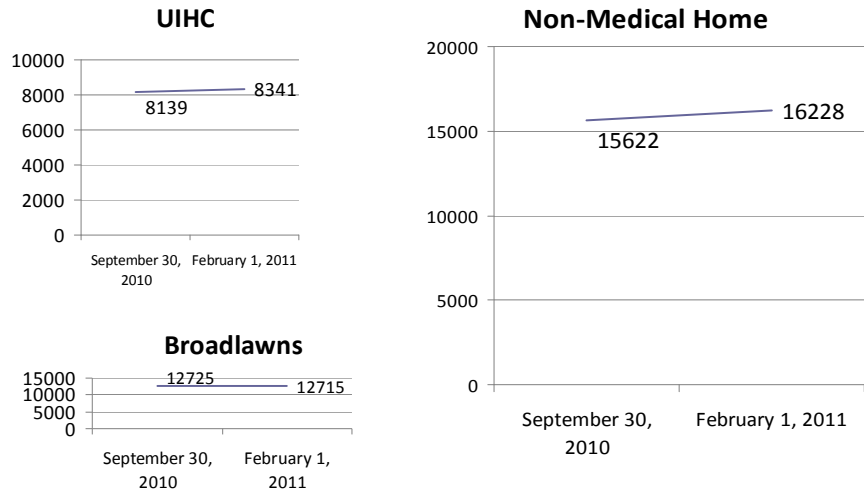 UIHC
10000
8000
6000
4000
2000
0
8139
8341
September 30,
2010
February 1, 2011
Broadlawns
15000
10000
5000
0
12725
12715
September 30,
2010
February 1,
2011
Non-Medical Home
20000
15000
10000
5000
0
15622
16228
September 30,
2010
February 1, 2011